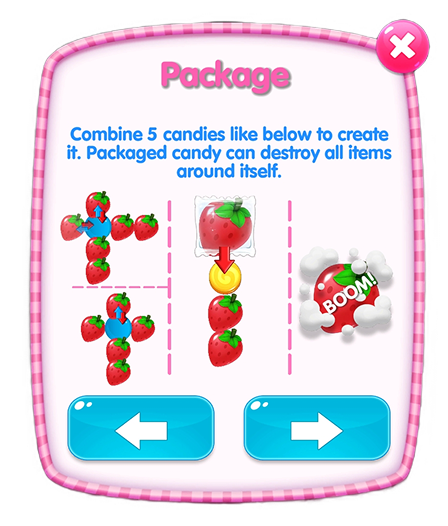 Package
Combine 5 candies like below to create
it. Packaged candy can destroy all items
around itself.
BOOM!